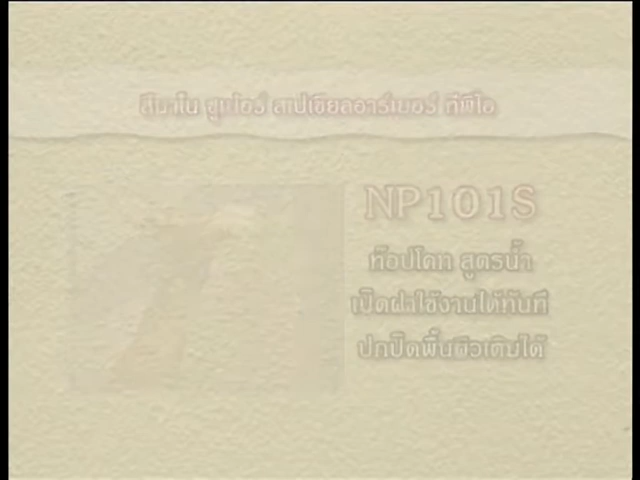 สีนาโน ซูเปอร์ สเปเชียลอาร์เมอร์ ทีพีโอ
NP101S
ท๊อปโคท สูตรน้ำ
เปิดฝาใช้งานได้ทันที
ปกปิดพื้นผิวเดิมได้